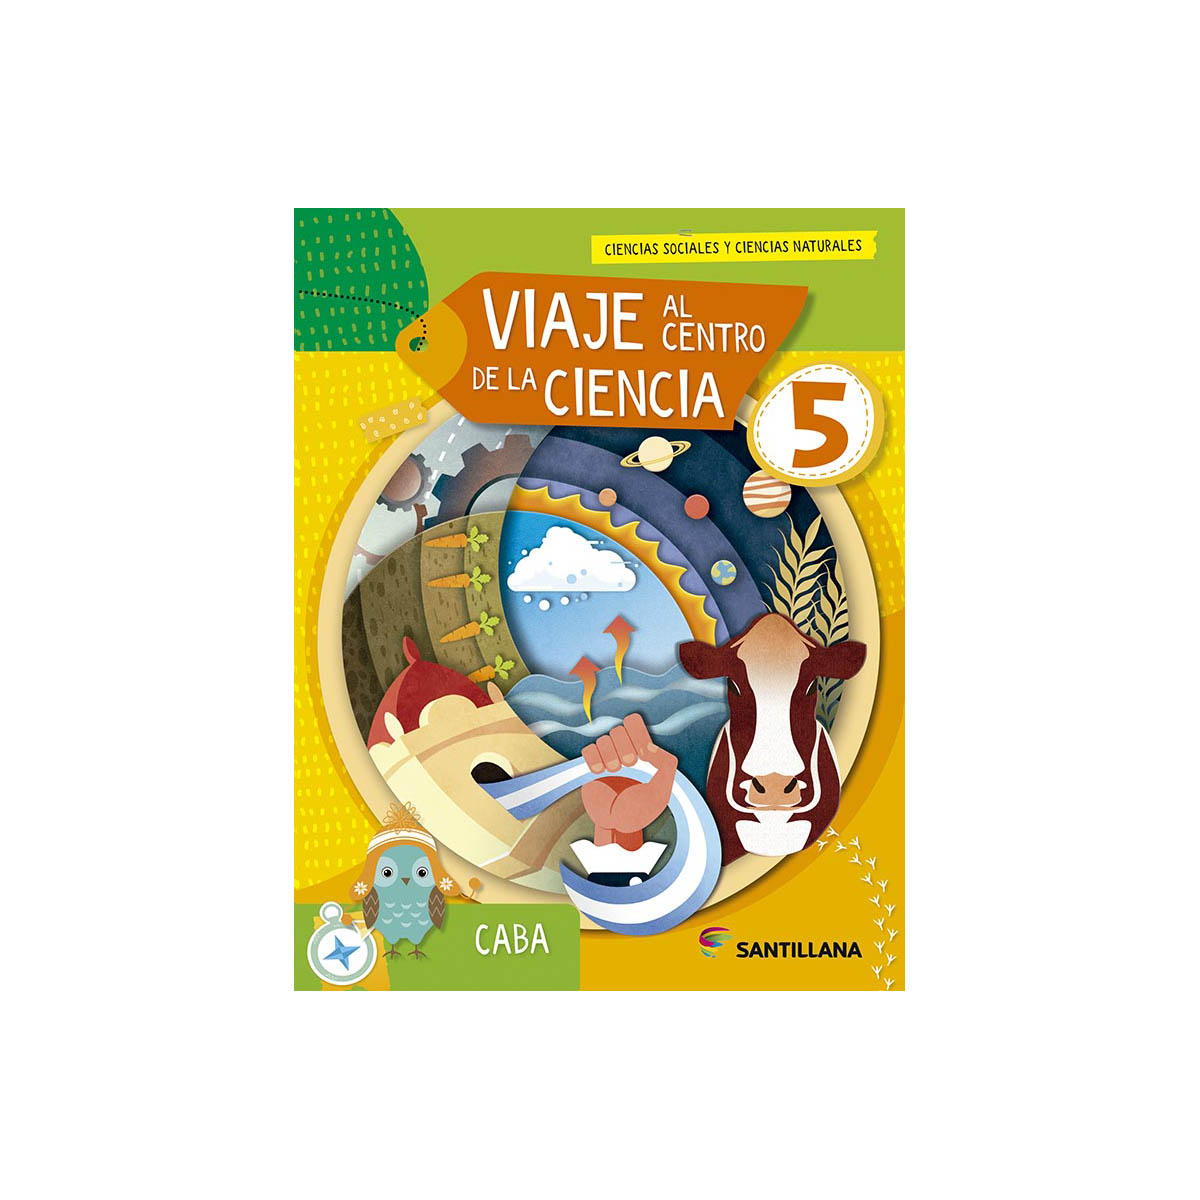 CIENCIAS SOCIALES Y CIENCIAS NATURALES
VIAJE AL CENTRO
DE LA CIENCIA
5
CABA
SANTILLANA